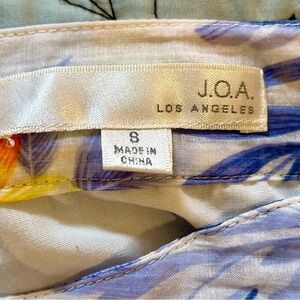 J.O.A.
LOS ANGELES
S
MADE IN
CHINA